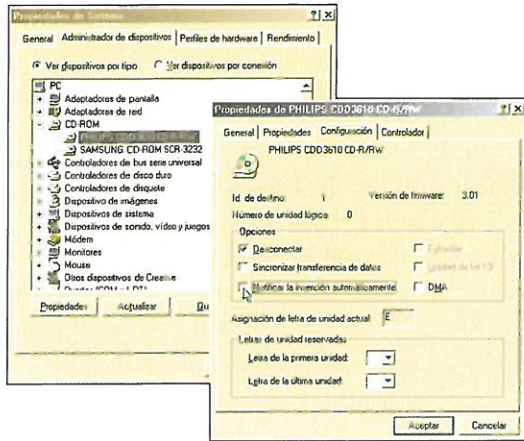 Propiedades de Sistema
General Administrador de dispositivos Perfiles de hardware Rendimiento
Ver dispositivos por tipo Ver dispositivos por conexión
PC
Adaptadores de pantalla
Adaptadores de red
CD-ROM
PHILIPS CDD3610 CD-R/RW
SAMSUNG CD-ROM SCR-3232
Controladores de bus serie universal
Controladores de disco duro
Controladores de disquete
Dispositivo de imágenes
Dispositivos de sistema
Dispositivos de sonido, vídeo y juegos
Módem
Monitores
Mouse
Otros dispositivos de Creative
Propiedades Actualizar
Propiedades de PHILIPS CDD3610 CD-R/RW
General Propiedades Configuración Controlador
PHILIPS CDD3610 CD-R/RW
Id. de destino: 1 Versión de firmware: 3.01
Número de unidad lógica: 0
Opciones
Desconectar Extraíble
Sincronizar transferencia de datos
Notificar la inserción automáticamente DMA
Asignación de letra de unidad actual: E
Letras de unidad reservadas:
Letra de la primera unidad:
Letra de la última unidad:
Aceptar Cancelar